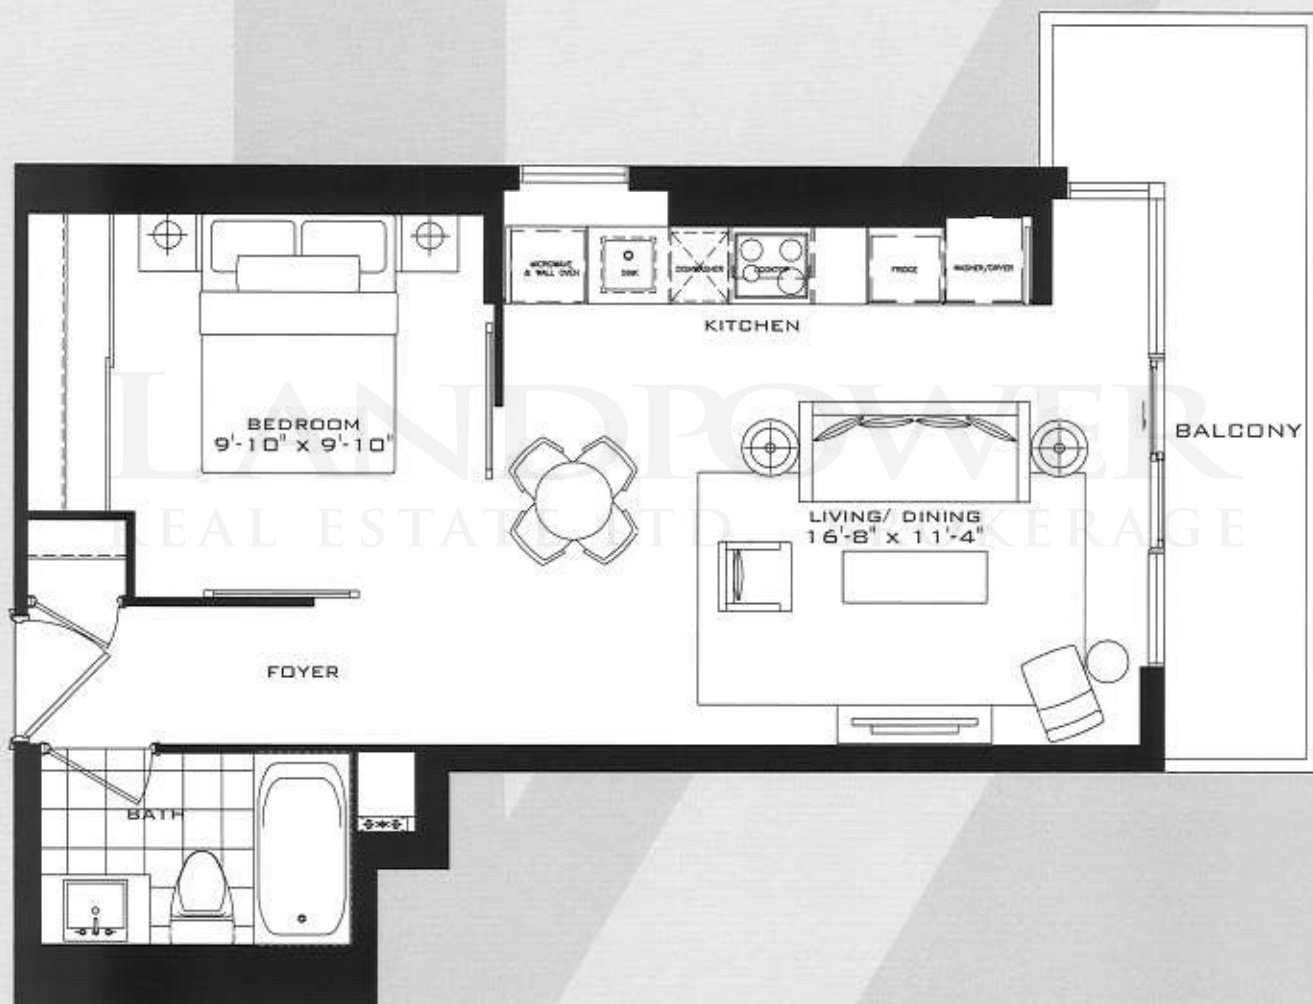 MICROWAVE
& WALL OVEN
SINK
DISHWASHER
COOKTOP
FRIDGE
WASHER/DRYER
KITCHEN
LANDPOWER
BEDROOM
9'-10" x 9'-10"
BALCONY
LIVING/ DINING
16'-8" x 11'-4"
REAL ESTATE LTD BROKERAGE
FOYER
BATH